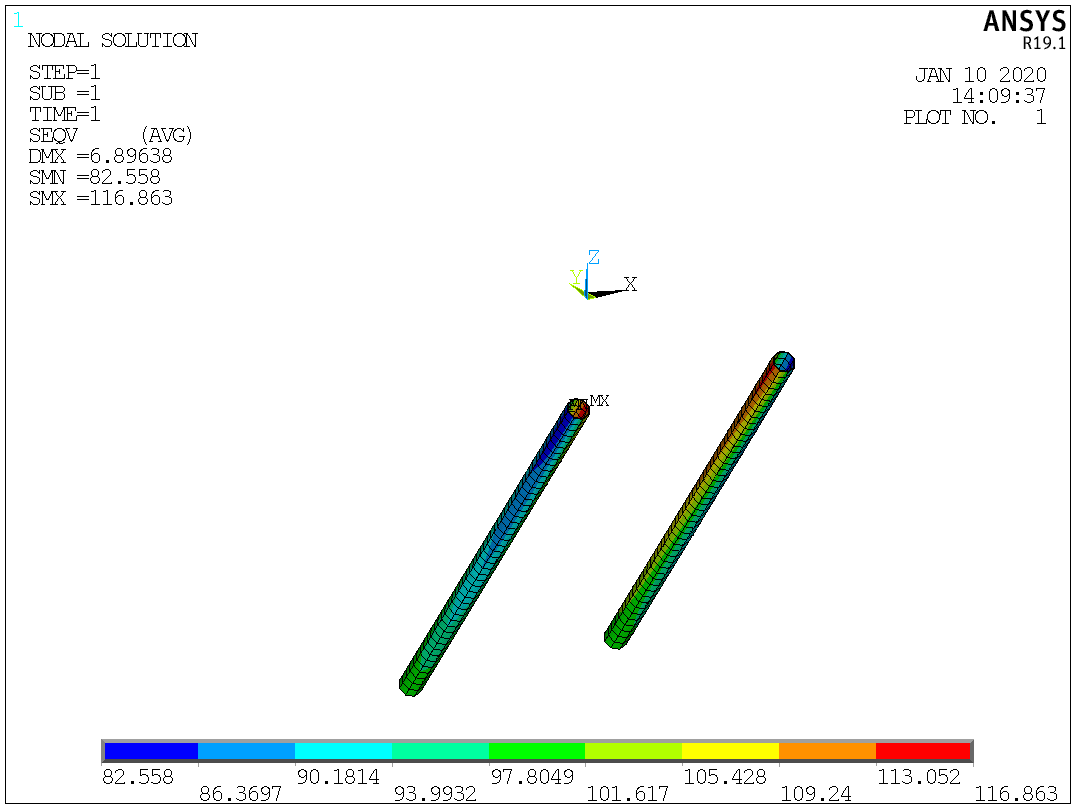 1
ANSYS
R19.1
NODAL SOLUTION
STEP=1
SUB =1
TIME=1
SEQV (AVG)
DMX =6.89638
SMN =82.558
SMX =116.863
JAN 10 2020
14:09:37
PLOT NO. 1
Z
Y
X
MX
82.558 90.1814 97.8049 105.428 113.052
86.3697 93.9932 101.617 109.24 116.863